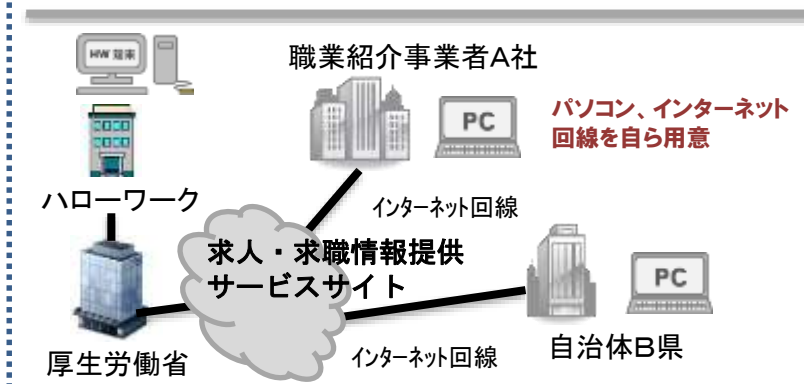 HW 端末
職業紹介事業者A社
PC
パソコン、インターネット
回線を自ら用意
ハローワーク
インターネット回線
求人・求職情報提供
サービスサイト
PC
厚生労働省
インターネット回線
自治体B県